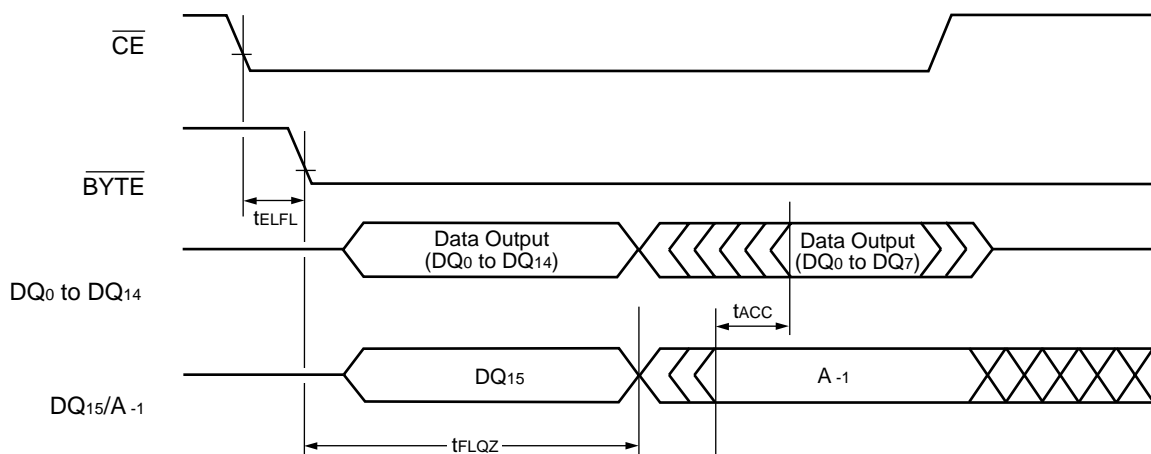 CE
BYTE
tELFL
Data Output
(DQ0 to DQ14)
Data Output
(DQ0 to DQ7)
DQ0 to DQ14
tACC
DQ15
A -1
DQ15/A -1
tFLQZ